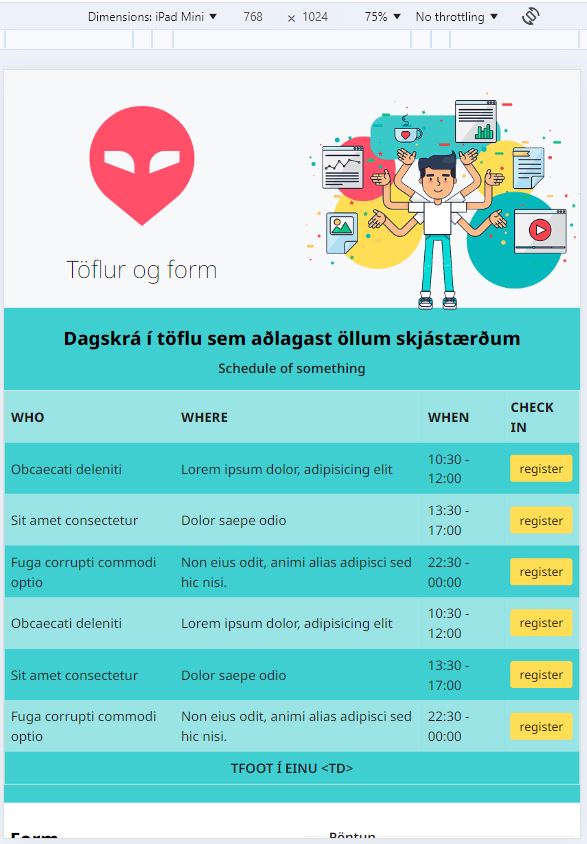 Dimensions: iPad Mini ▼ 768 × 1024 75% ▼ No throttling ▼
Töflur og form
Dagskrá í töflu sem aðlagast öllum skjástærðum
Schedule of something
WHO WHERE WHEN CHECK IN
Obcaecati deleniti Lorem ipsum dolor, adipisicing elit 10:30 - 12:00 register
Sit amet consectetur Dolor saepe odio 13:30 - 17:00 register
Fuga corrupti commodi optio Non eius odit, animi alias adipisci sed hic nisi. 22:30 - 00:00 register
Obcaecati deleniti Lorem ipsum dolor, adipisicing elit 10:30 - 12:00 register
Sit amet consectetur Dolor saepe odio 13:30 - 17:00 register
Fuga corrupti commodi optio Non eius odit, animi alias adipisci sed hic nisi. 22:30 - 00:00 register
TFOOT Í EINU <TD>
Form Pöntun